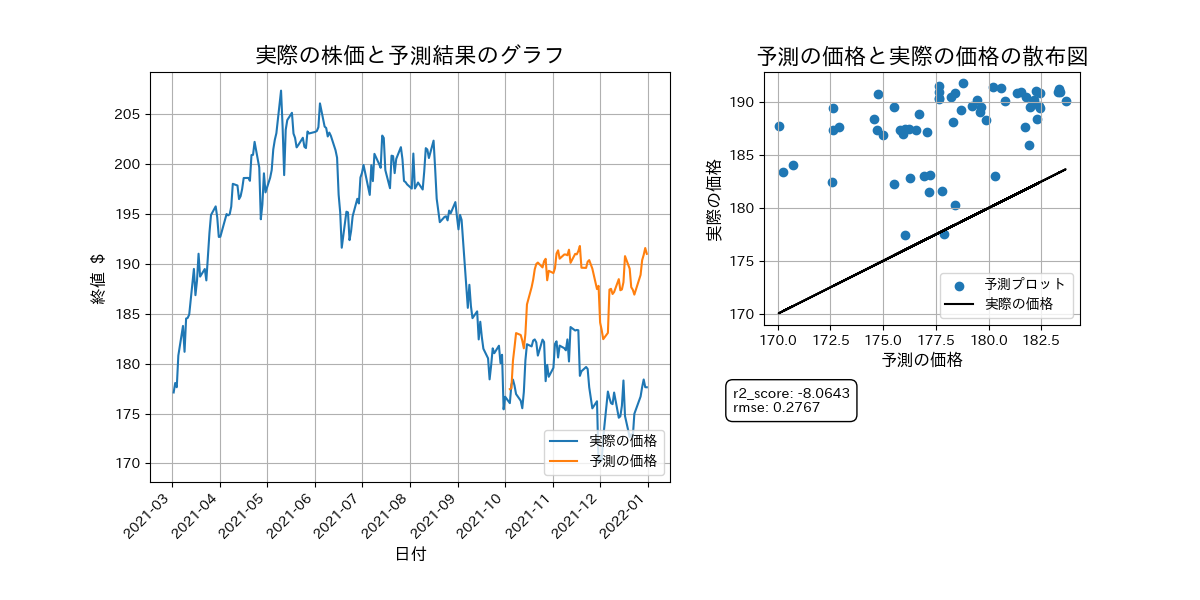 実際の株価と予測結果のグラフ
終値 $
205
200
195
190
185
180
175
170
実際の価格
予測の価格
2021-03
2021-04
2021-05
2021-06
2021-07
2021-08
2021-09
2021-10
2021-11
2021-12
2022-01
日付
予測の価格と実際の価格の散布図
実際の価格
190
185
180
175
170
予測プロット
実際の価格
170.0 172.5 175.0 177.5 180.0 182.5
予測の価格
r2_score: -8.0643
rmse: 0.2767